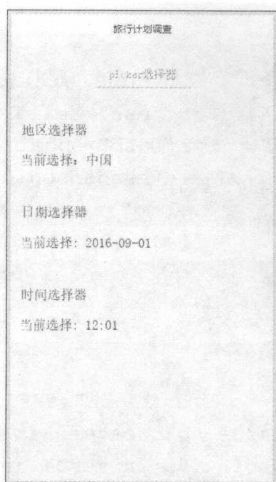 旅行计划调查
picker选择器
地区选择器
当前选择：中国
日期选择器
当前选择: 2016-09-01
时间选择器
当前选择: 12:01